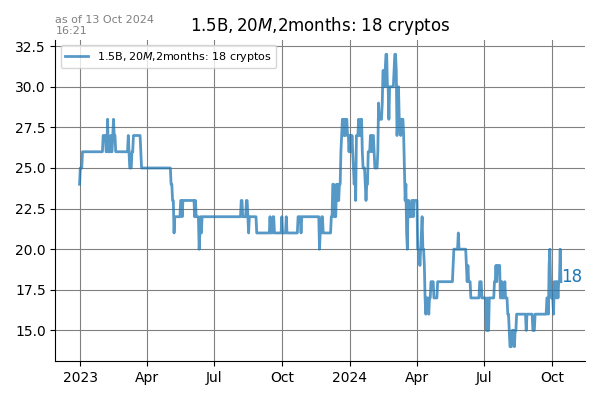 as of 13 Oct 2024
16:21
1.5B, 20M,2months: 18 cryptos
1.5B, 20M,2months: 18 cryptos
32.5
30.0
27.5
25.0
22.5
20.0
17.5
15.0
18
2023 Apr Jul Oct 2024 Apr Jul Oct